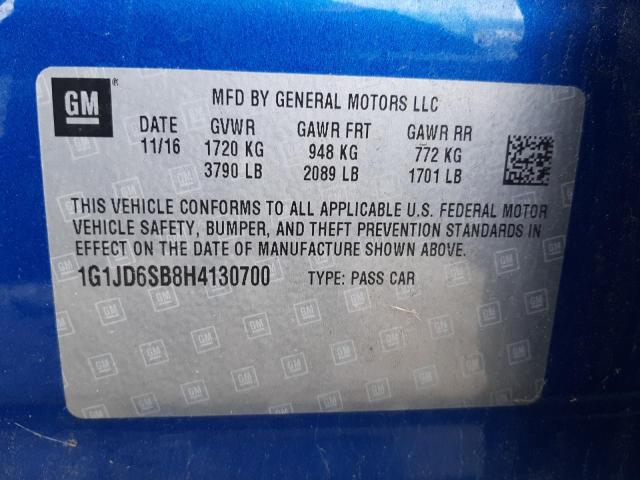 GM ®
MFD BY GENERAL MOTORS LLC
DATE GVWR GAWR FRT GAWR RR
11/16 1720 KG 948 KG 772 KG
3790 LB 2089 LB 1701 LB
THIS VEHICLE CONFORMS TO ALL APPLICABLE U.S. FEDERAL MOTOR
VEHICLE SAFETY, BUMPER, AND THEFT PREVENTION STANDARDS IN
EFFECT ON THE DATE OF MANUFACTURE SHOWN ABOVE.
1G1JD6SB8H4130700 TYPE: PASS CAR